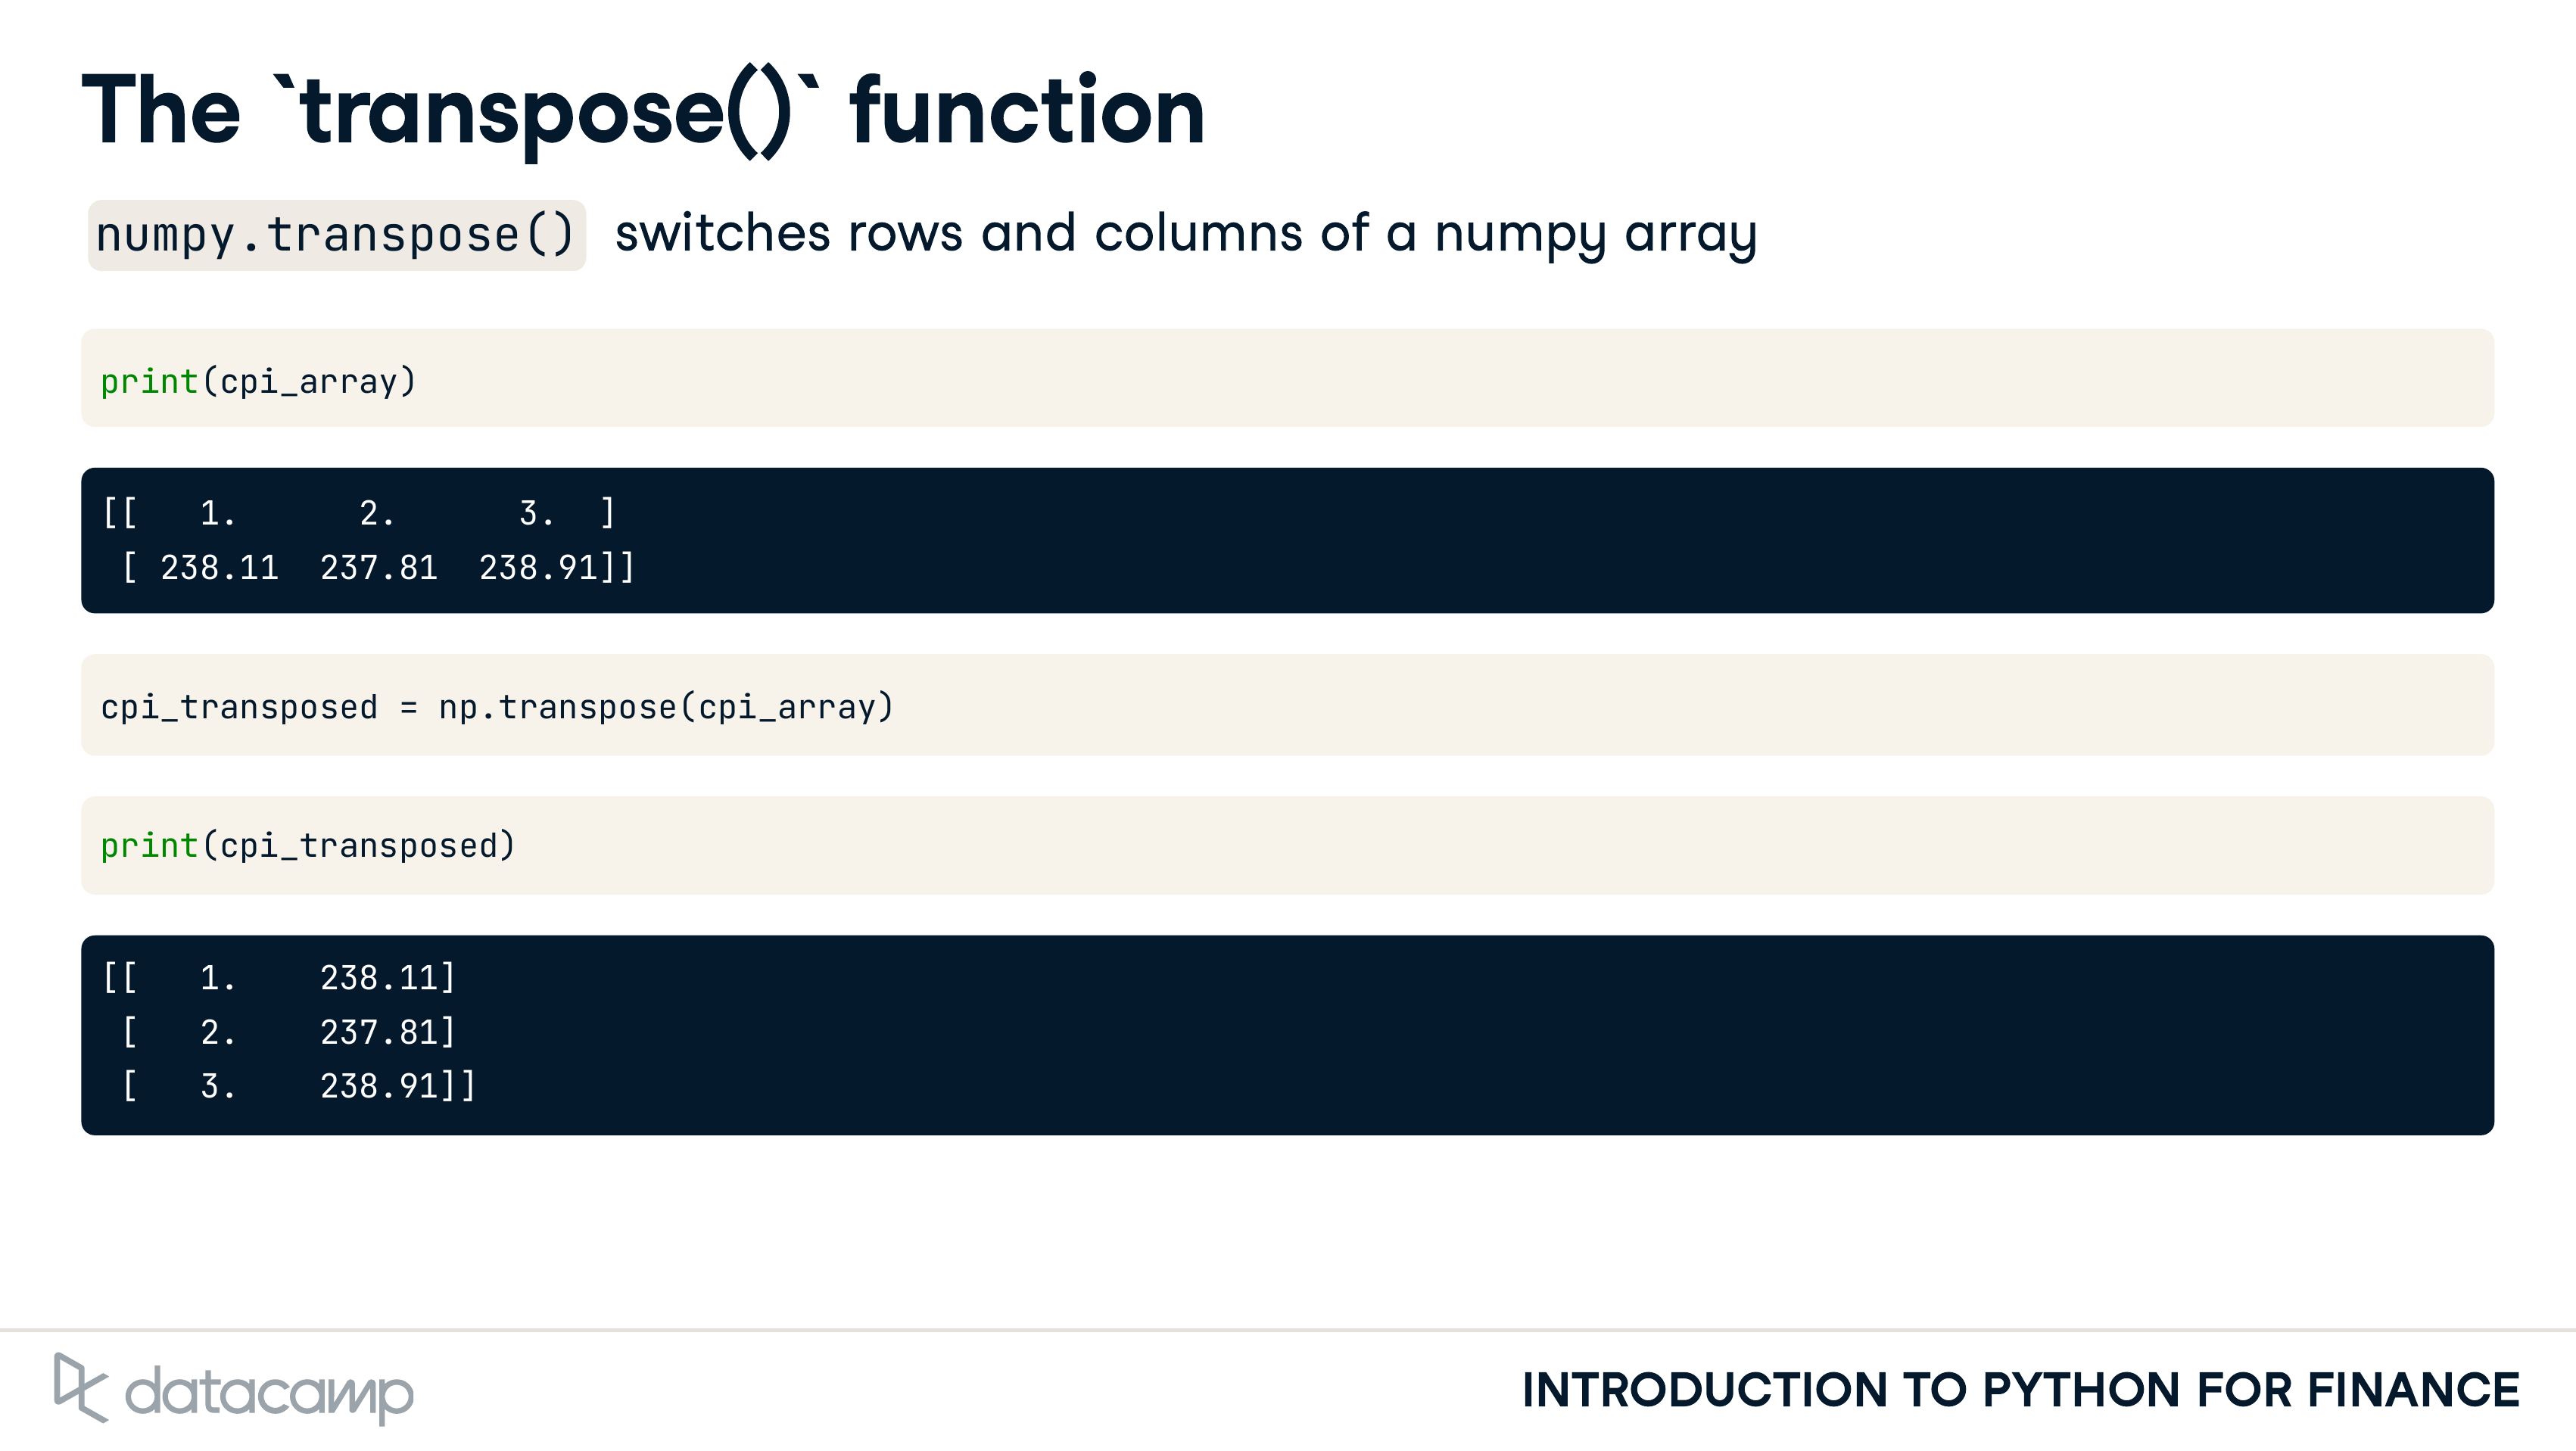 The `transpose()` function
numpy.transpose() switches rows and columns of a numpy array
print(cpi_array)
[[   1.      2.      3.  ]
 [ 238.11  237.81  238.91]]
cpi_transposed = np.transpose(cpi_array)
print(cpi_transposed)
[[   1.    238.11]
 [   2.    237.81]
 [   3.    238.91]]
datacamp
INTRODUCTION TO PYTHON FOR FINANCE